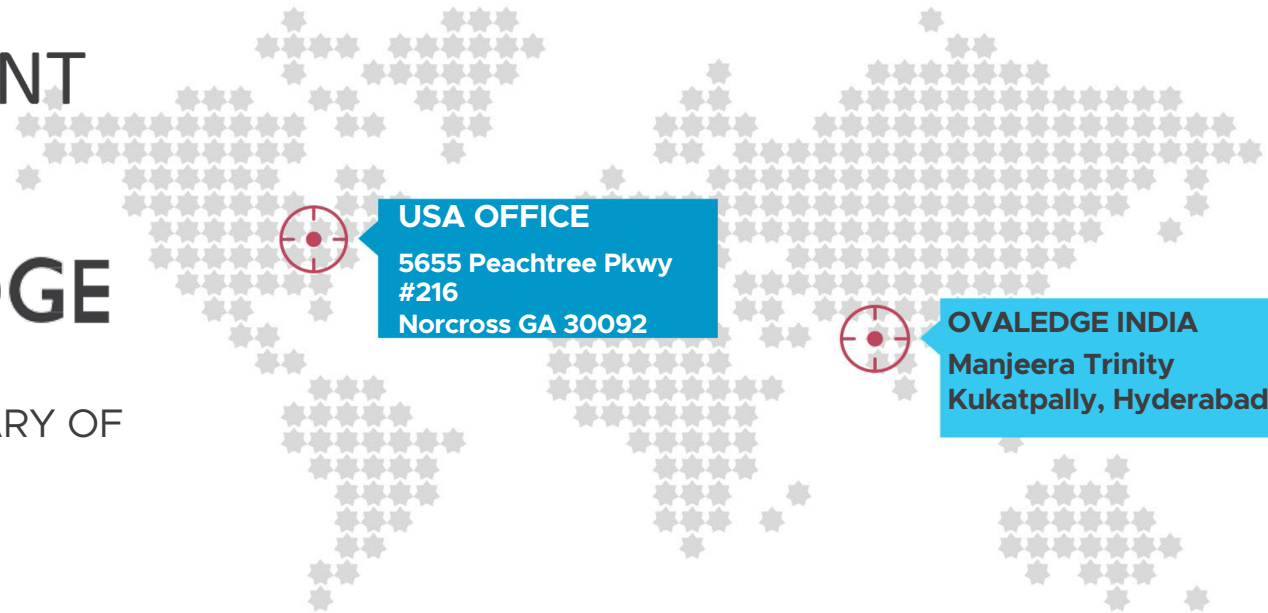 NT
GE
ARY OF
USA OFFICE
5655 Peachtree Pkwy
#216
Norcross GA 30092
OVALEDGE INDIA
Manjeera Trinity
Kukatpally, Hyderabad